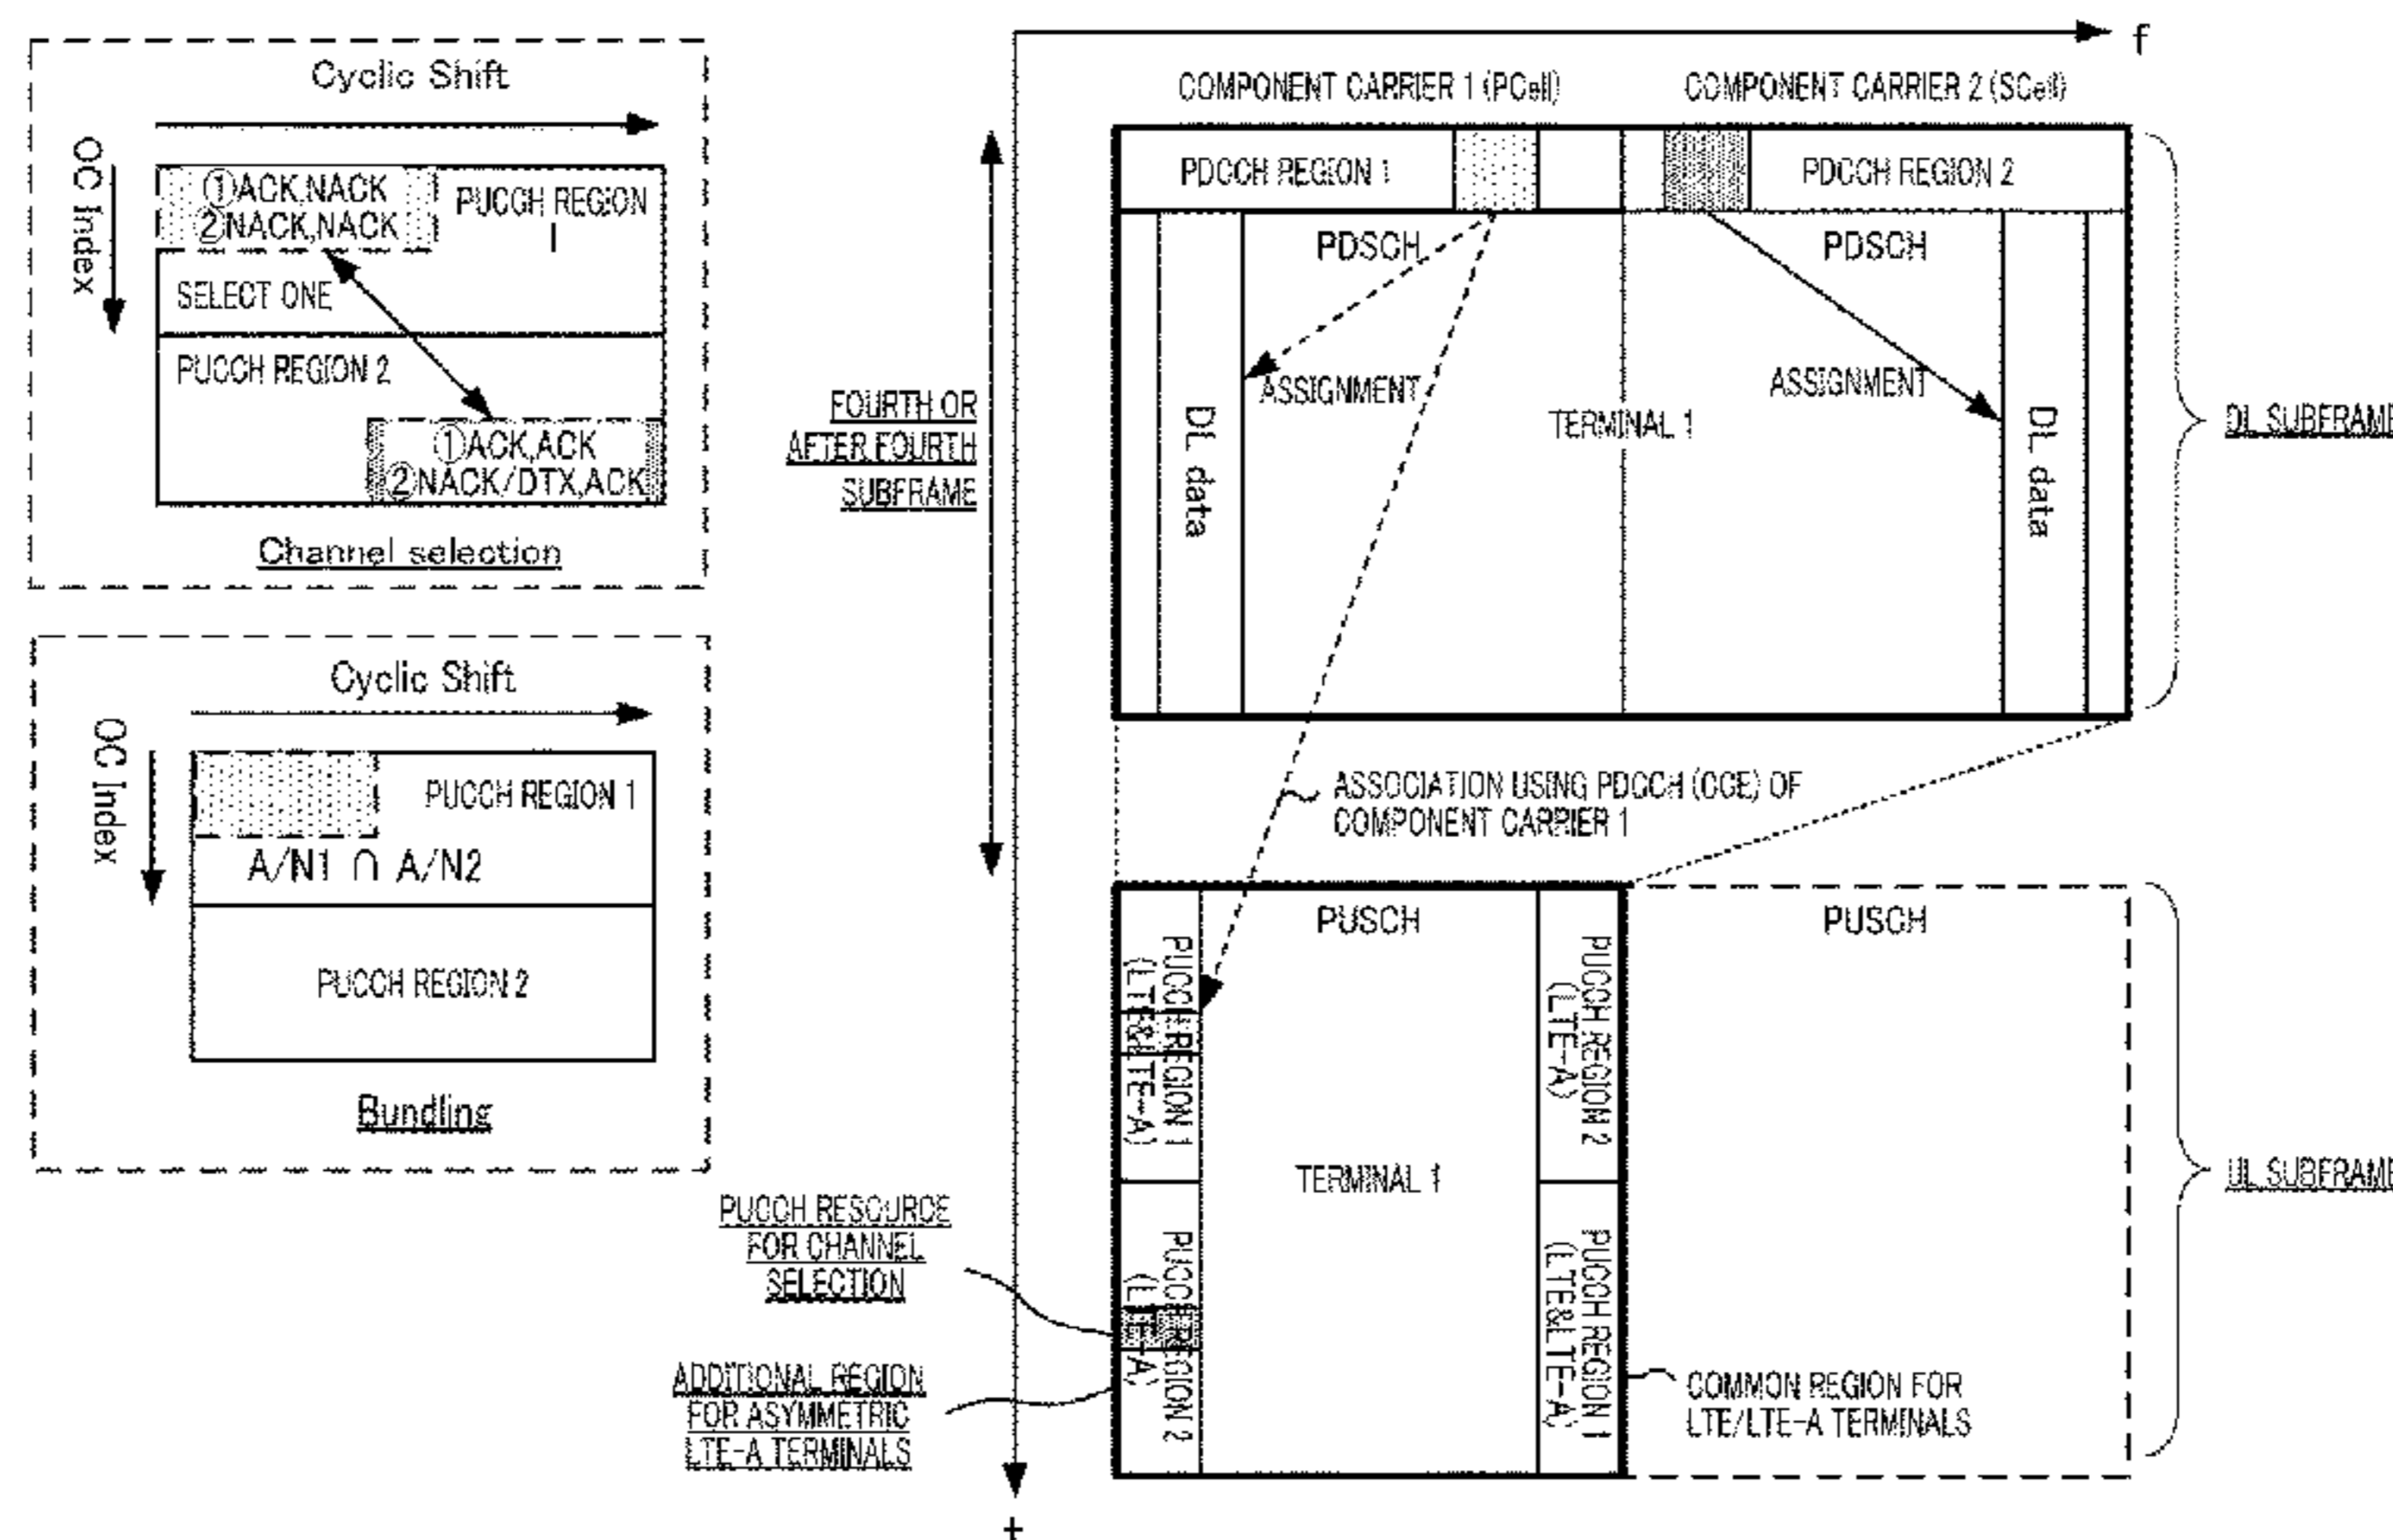 Cyclic Shift
OC Index
①ACK,NACK
②NACK,NACK
PUCCH REGION
1
SELECT ONE
PUCCH REGION 2
①ACK,ACK
②NACK/DTX,ACK
Channel selection
Cyclic Shift
OC Index
PUCCH REGION 1
A/N1 ∩ A/N2
PUCCH REGION 2
Bundling
f
COMPONENT CARRIER 1 (PCell)
COMPONENT CARRIER 2 (SCell)
PDCCH REGION 1
PDCCH REGION 2
PDSCH
PDSCH
ASSIGNMENT
ASSIGNMENT
TERMINAL 1
DL data
DL data
DL SUBFRAME
FOURTH OR
AFTER FOURTH
SUBFRAME
ASSOCIATION USING PDCCH (CCE) OF
COMPONENT CARRIER 1
PUSCH
PUSCH
PUCCH REGION 1
(LTE&LTE-A)
PUCCH REGION 2
(LTE-A)
TERMINAL 1
PUCCH REGION 2
(LTE-A)
PUCCH REGION 1
(LTE&LTE-A)
UL SUBFRAME
PUCCH RESOURCE
FOR CHANNEL
SELECTION
ADDITIONAL REGION
FOR ASYMMETRIC
LTE-A TERMINALS
COMMON REGION FOR
LTE/LTE-A TERMINALS
t